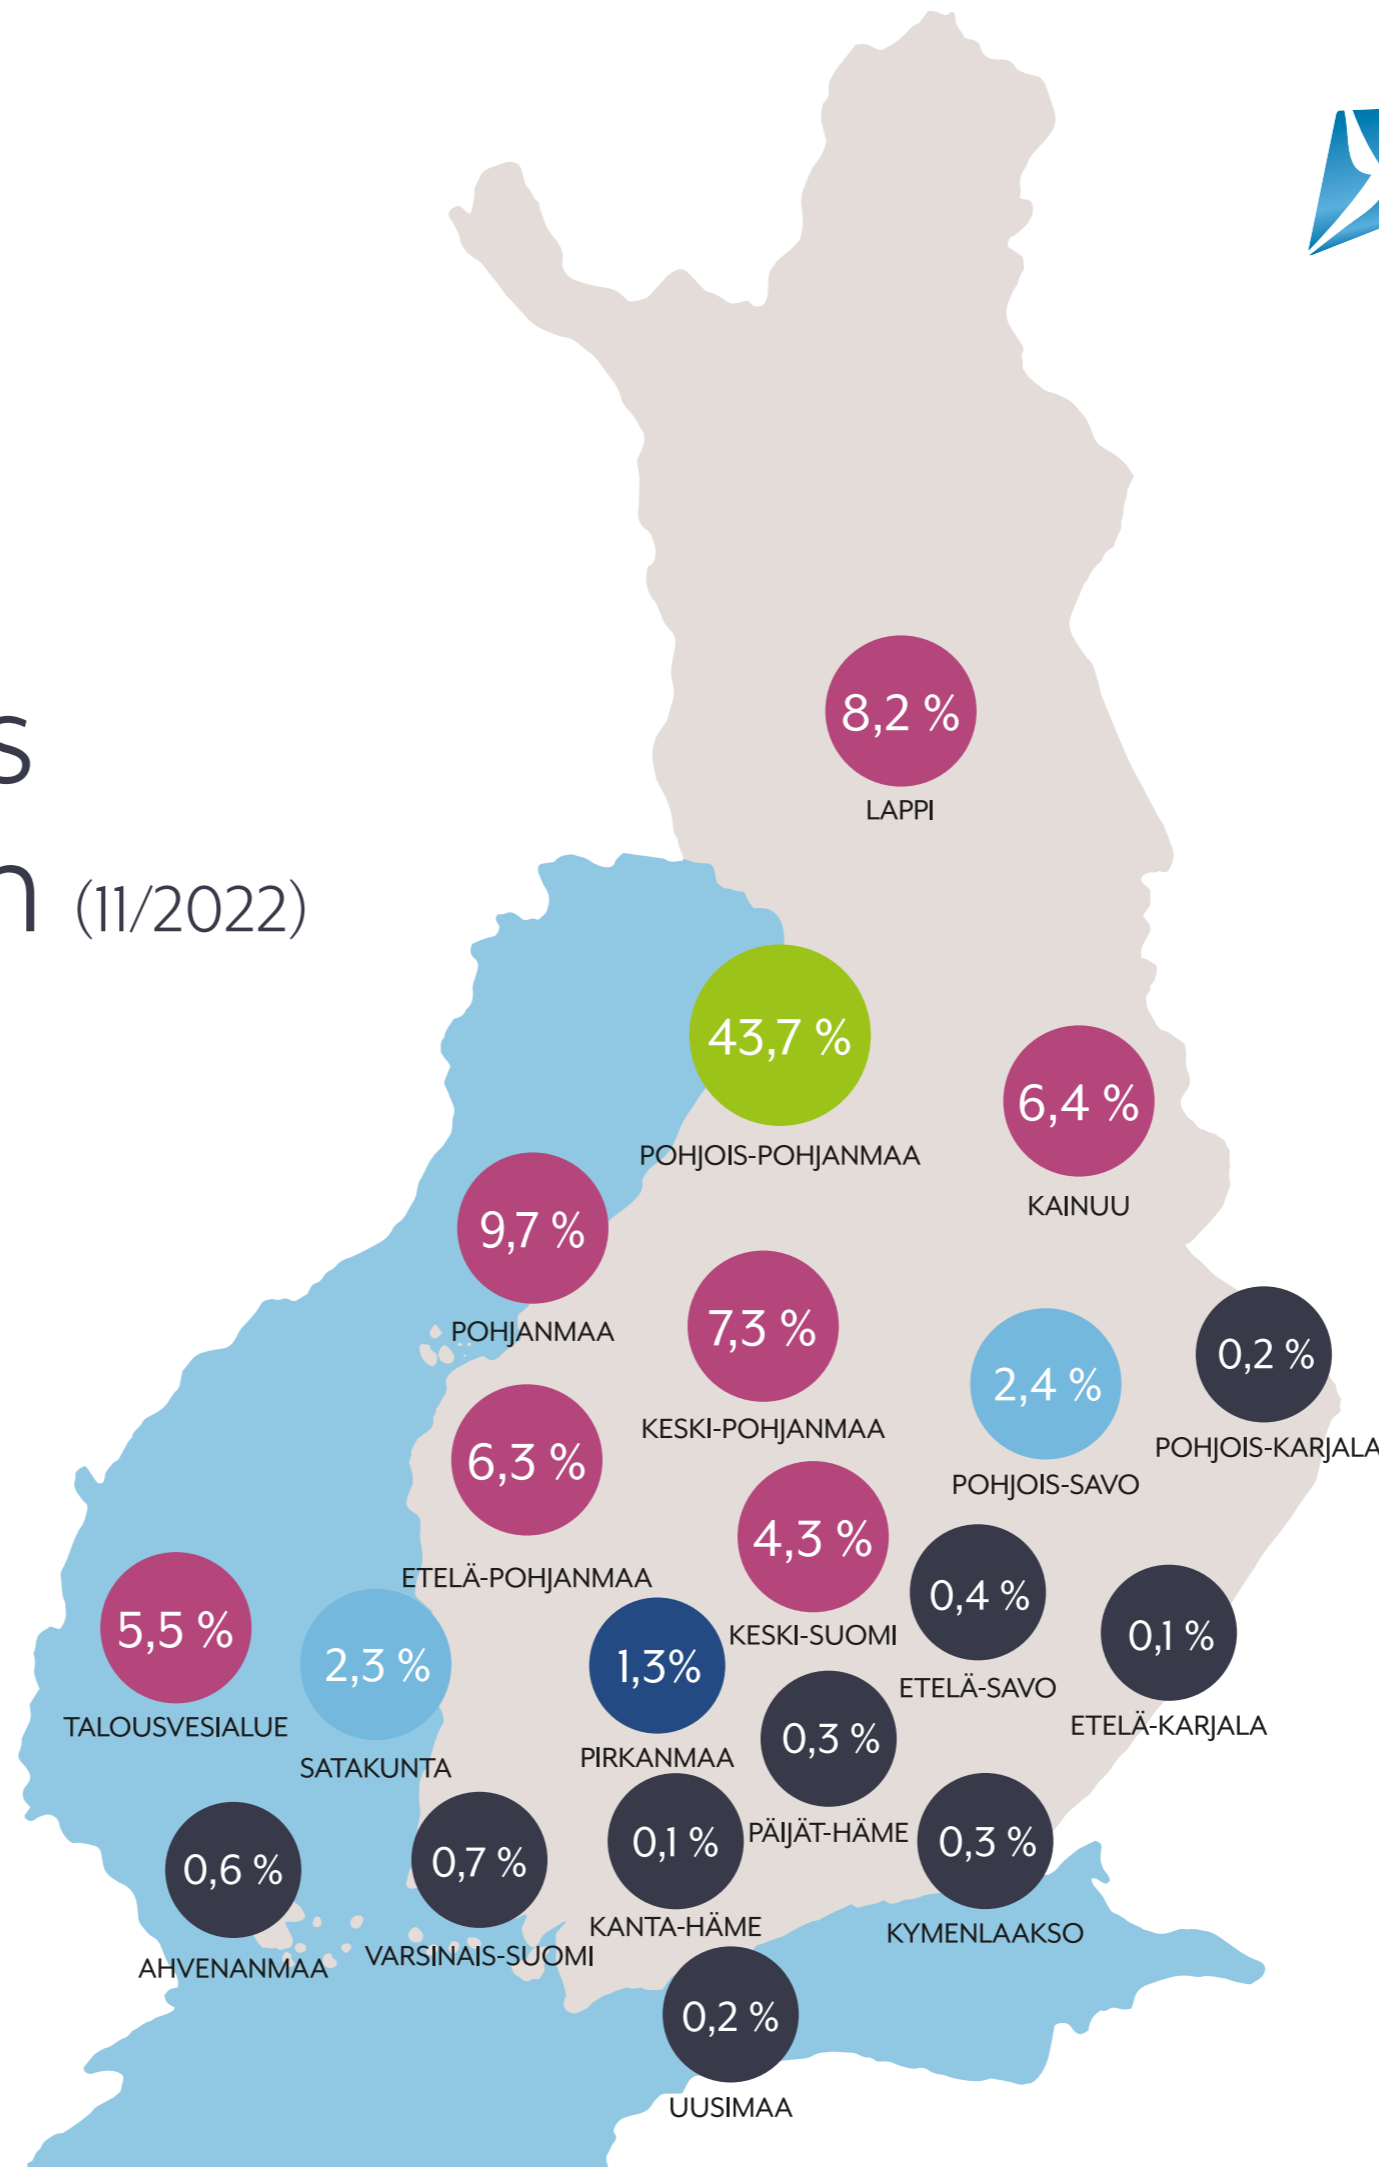 s
n (11/2022)
8,2 %
LAPPI
43,7 %
POHJOIS-POHJANMAA
6,4 %
KAINUU
9,7 %
POHJANMAA
7,3 %
KESKI-POHJANMAA
2,4 %
POHJOIS-SAVO
0,2 %
POHJOIS-KARJALA
6,3 %
ETELÄ-POHJANMAA
4,3 %
KESKI-SUOMI
0,4 %
ETELÄ-SAVO
0,1 %
ETELÄ-KARJALA
5,5 %
TALOUSVESIALUE
2,3 %
SATAKUNTA
1,3%
PIRKANMAA
0,3 %
PÄIJÄT-HÄME
0,6 %
AHVENANMAA
0,7 %
VARSINAIS-SUOMI
0,1 %
KANTA-HÄME
0,3 %
KYMENLAAKSO
0,2 %
UUSIMAA